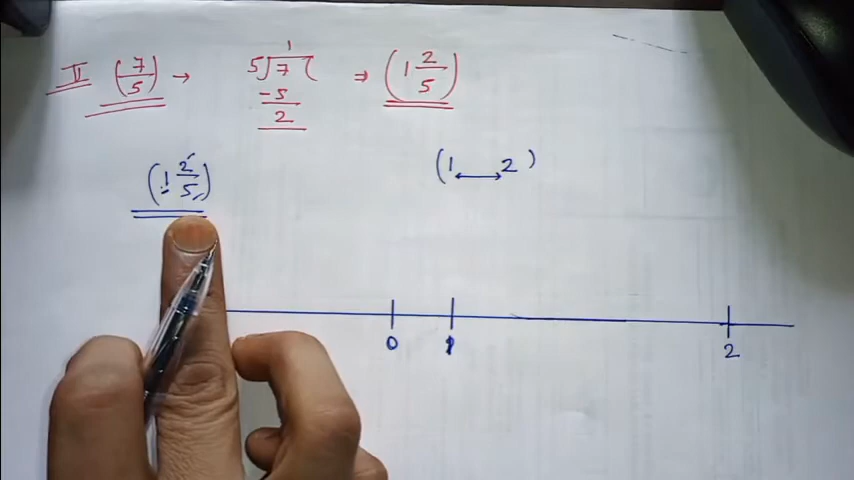 II (7/5) → 5)7( 1 ⇒ (1 2/5)
-5
2
(1 2/5) (1 ↔ 2)
0 1 2